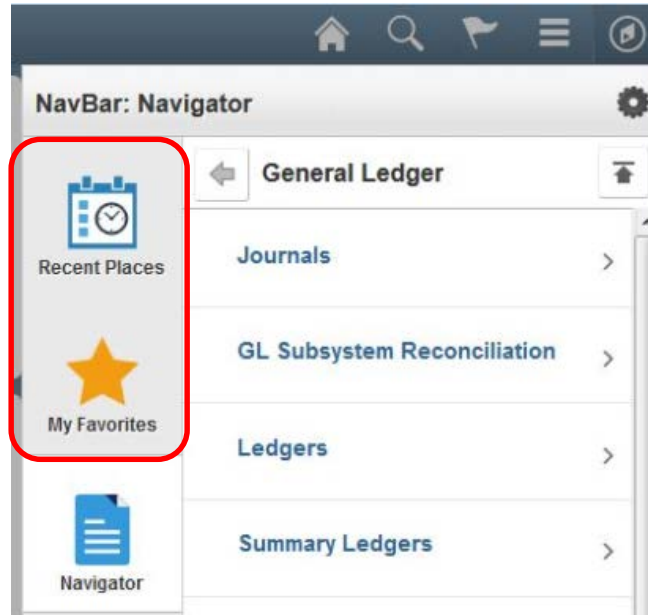 NavBar: Navigator
General Ledger
Recent Places
Journals
My Favorites
GL Subsystem Reconciliation
Ledgers
Navigator
Summary Ledgers